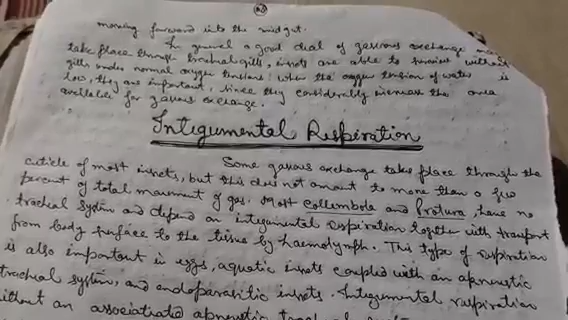 moving forward into the mid gut.
In general a good deal of gaseous exchange may
take place through tracheal gills, insects are able to survive without
gills under normal oxygen tensions; when the oxygen tension of water is
low, they are important, since they considerably increase the area
available for gaseous exchange.
Integumental Respiration
Some gaseous exchange takes place through the
cuticle of most insects, but this does not amount to more than a few
percent of total movement of gas. Most Collembola and Protura, have no
tracheal system and depend on integumental respiration together with transport
from body surface to the tissue by haemolymph. This type of respiration
is also important in eggs, aquatic insects coupled with an apneustic
tracheal system, and endoparasitic insects. Integumental respiration
without an associated apneustic